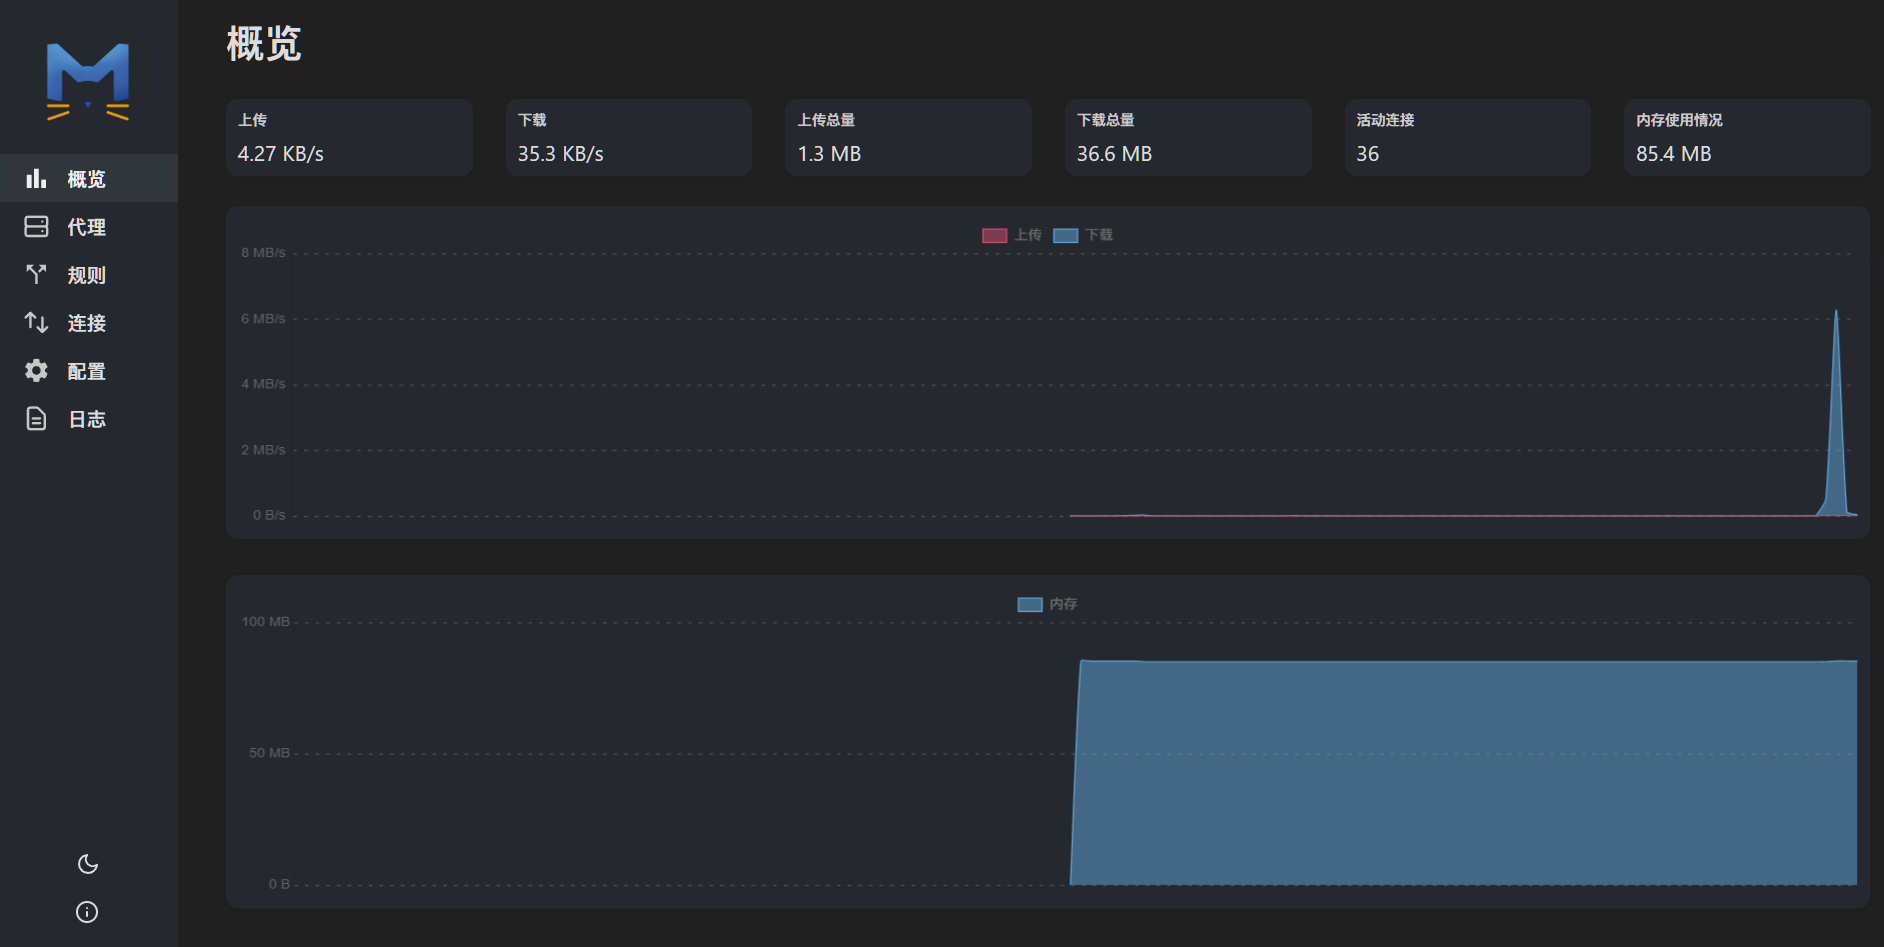 概览
代理
规则
连接
配置
日志
概览
上传
4.27 KB/s
下载
35.3 KB/s
上传总量
1.3 MB
下载总量
36.6 MB
活动连接
36
内存使用情况
85.4 MB
上传 下载
8 MB/s
6 MB/s
4 MB/s
2 MB/s
0 B/s
内存
100 MB
50 MB
0 B